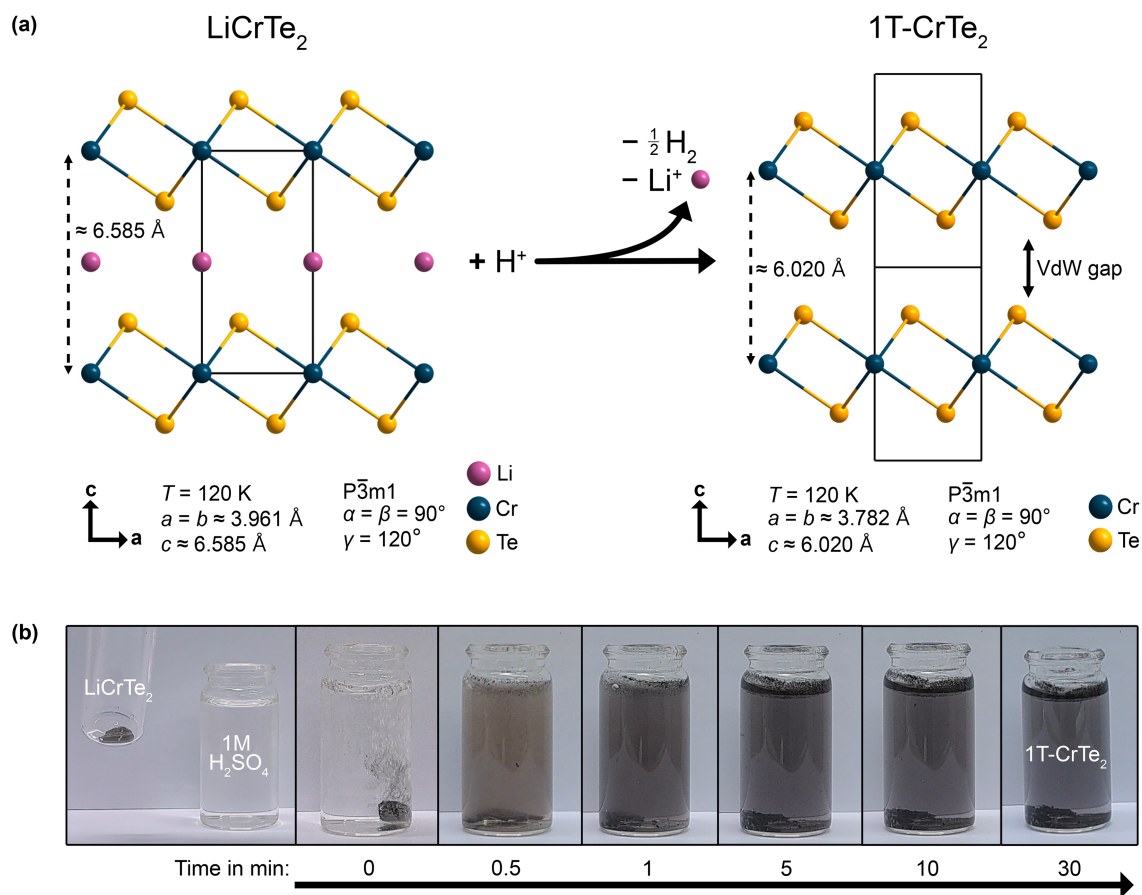 (a)
LiCrTe₂
1T-CrTe₂
≈ 6.585 Å
+ H⁺
− ½ H₂
− Li⁺
≈ 6.020 Å
VdW gap
c
a
T = 120 K
a = b ≈ 3.961 Å
c ≈ 6.585 Å
P3̅m1
α = β = 90°
γ = 120°
Li
Cr
Te
c
a
T = 120 K
a = b ≈ 3.782 Å
c ≈ 6.020 Å
P3̅m1
α = β = 90°
γ = 120°
Cr
Te
(b)
LiCrTe₂
1M
H₂SO₄
1T-CrTe₂
Time in min: 0 0.5 1 5 10 30